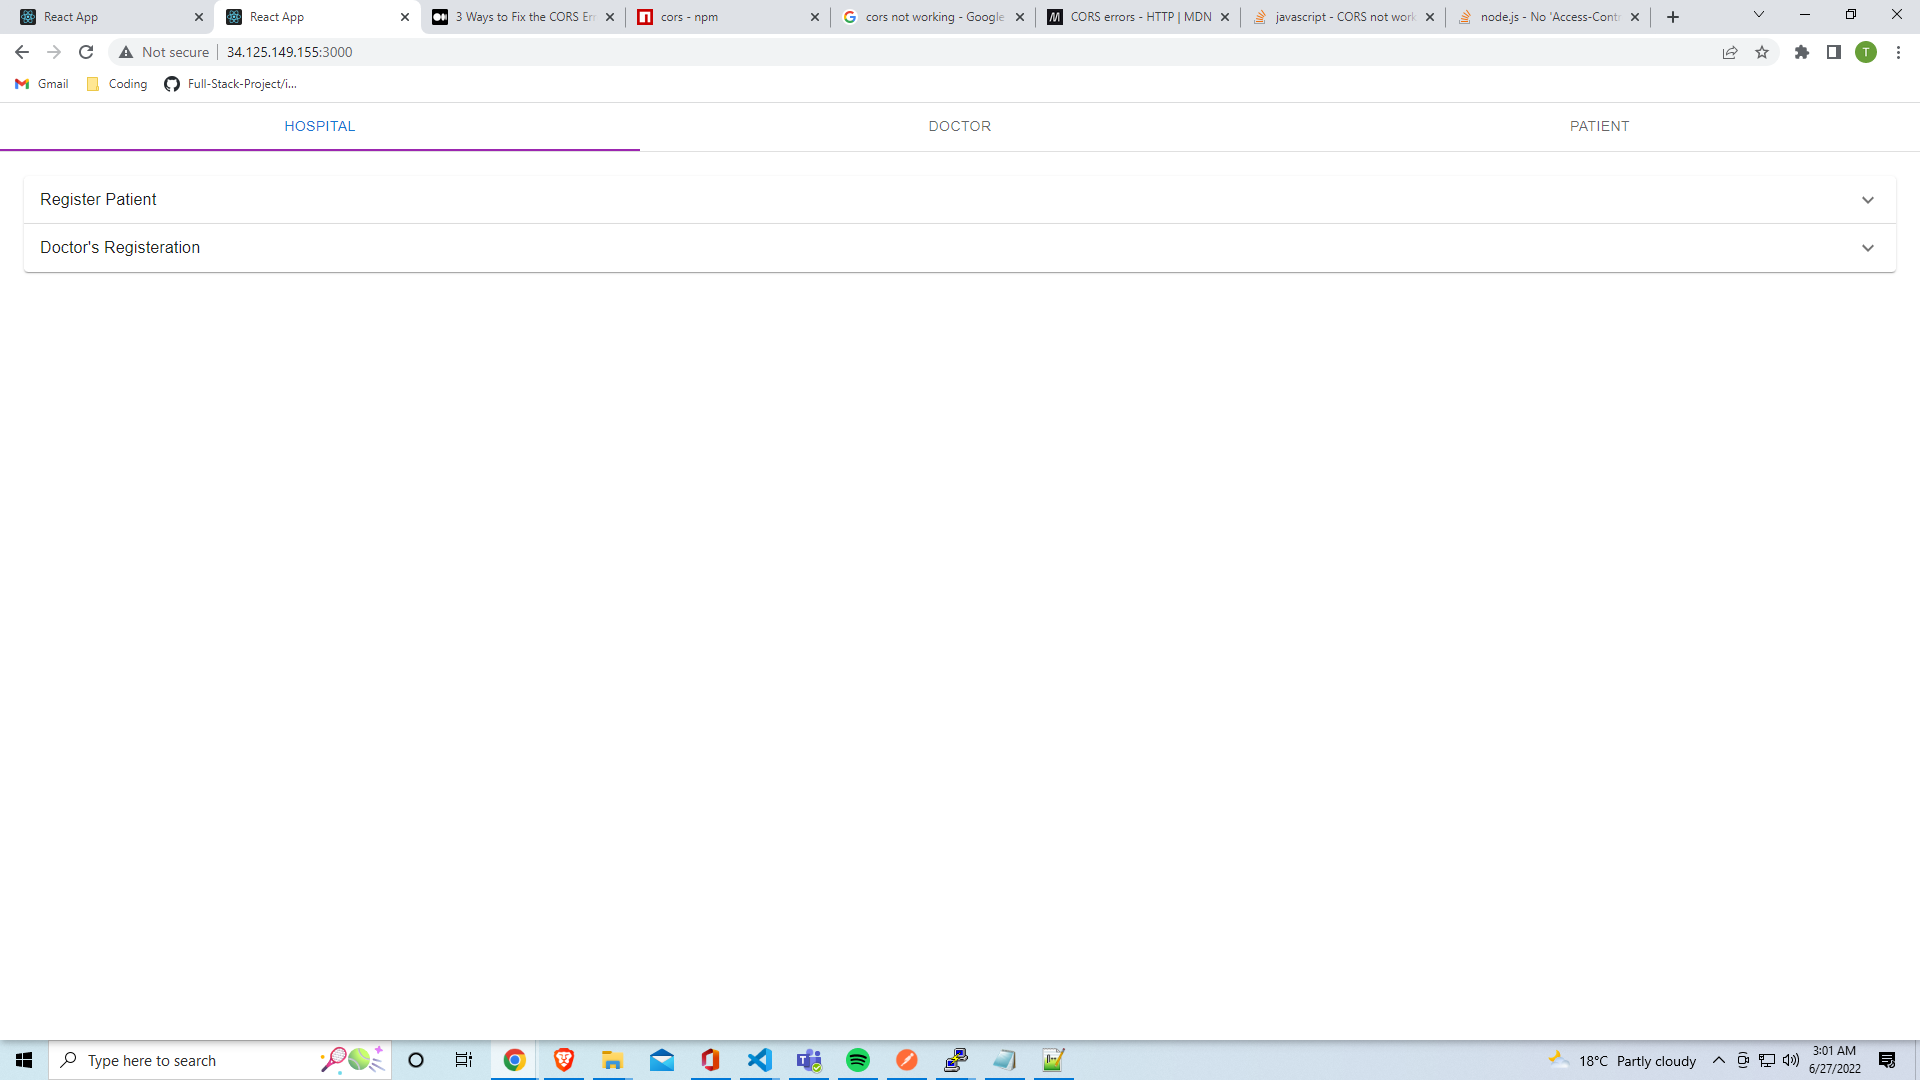 React App
React App
3 Ways to Fix the CORS Err
cors - npm
cors not working - Google
CORS errors - HTTP | MDN
javascript - CORS not work
node.js - No 'Access-Contr
Not secure
34.125.149.155:3000
T
Gmail
Coding
Full-Stack-Project/i...
HOSPITAL
DOCTOR
PATIENT
Register Patient
Doctor's Registeration
Type here to search
18°C Partly cloudy
3:01 AM
6/27/2022